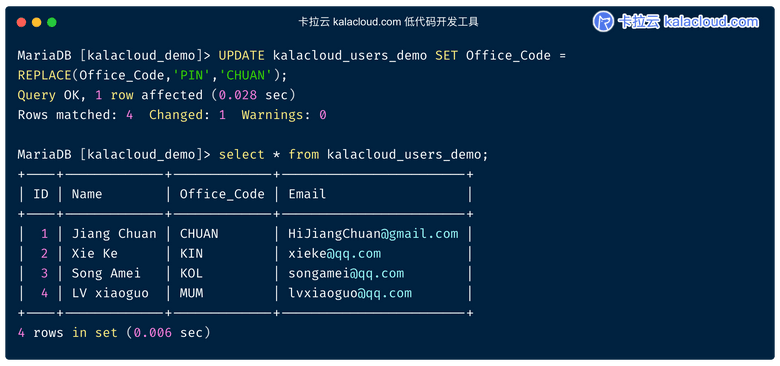 卡拉云 kalacloud.com 低代码开发工具
卡拉云 kalacloud.com
MariaDB [kalacloud_demo]> UPDATE kalacloud_users_demo SET Office_Code =
REPLACE(Office_Code,'PIN','CHUAN');
Query OK, 1 row affected (0.028 sec)
Rows matched: 4  Changed: 1  Warnings: 0
MariaDB [kalacloud_demo]> select * from kalacloud_users_demo;
+----+-------------+-------------+------------------------+
| ID | Name        | Office_Code | Email                  |
+----+-------------+-------------+------------------------+
|  1 | Jiang Chuan | CHUAN       | HiJiangChuan@gmail.com |
|  2 | Xie Ke      | KIN         | xieke@qq.com           |
|  3 | Song Amei   | KOL         | songamei@qq.com        |
|  4 | LV xiaoguo  | MUM         | lvxiaoguo@qq.com       |
+----+-------------+-------------+------------------------+
4 rows in set (0.006 sec)